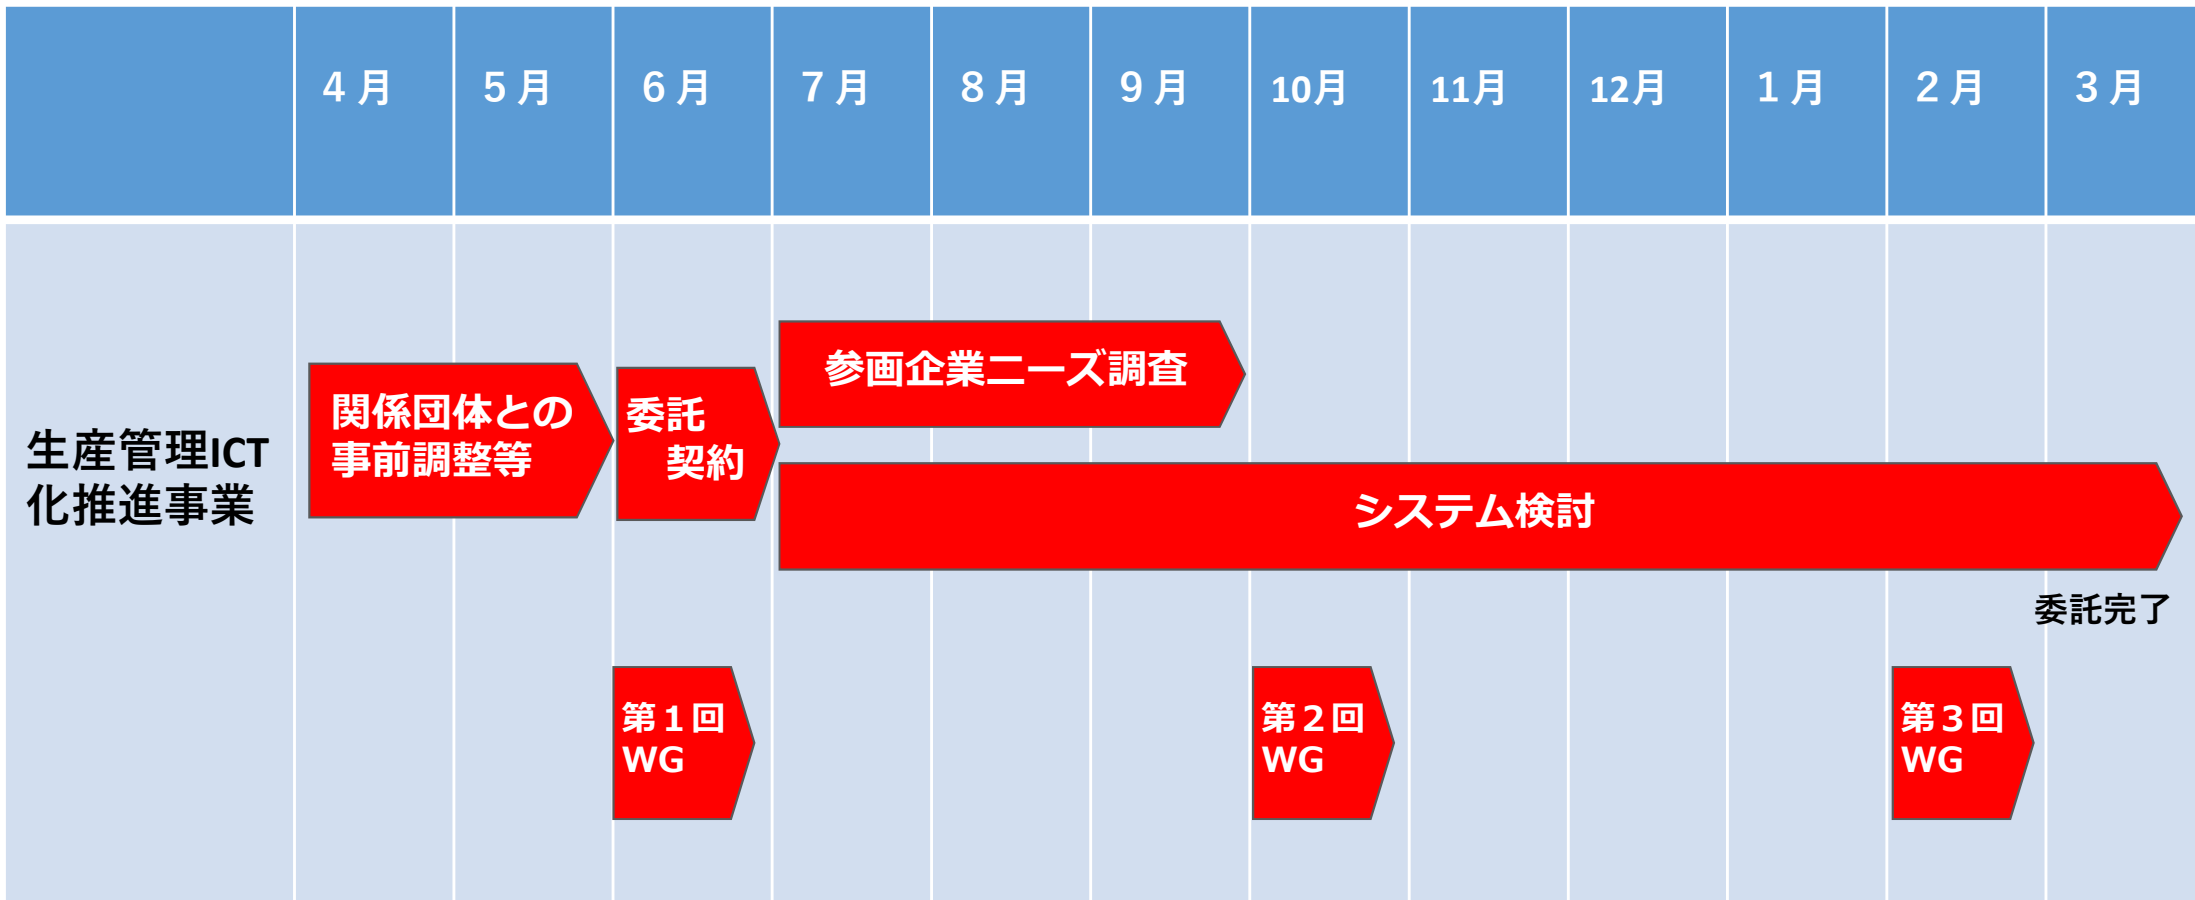 ４月
５月
６月
７月
８月
９月
10月
11月
12月
１月
２月
３月
生産管理ICT
化推進事業
関係団体との
事前調整等
委託
契約
参画企業ニーズ調査
システム検討
委託完了
第１回
WG
第２回
WG
第３回
WG